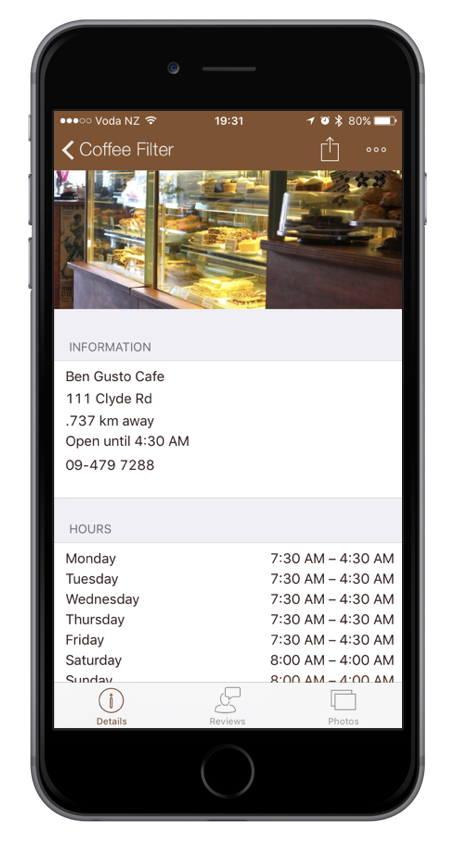 ●●●○○ Voda NZ 19:31 80%
Coffee Filter
INFORMATION
Ben Gusto Cafe
111 Clyde Rd
.737 km away
Open until 4:30 AM
09-479 7288
HOURS
Monday 7:30 AM – 4:30 AM
Tuesday 7:30 AM – 4:30 AM
Wednesday 7:30 AM – 4:30 AM
Thursday 7:30 AM – 4:30 AM
Friday 7:30 AM – 4:30 AM
Saturday 8:00 AM – 4:00 AM
Sunday 8:00 AM – 4:00 AM
Details Reviews Photos